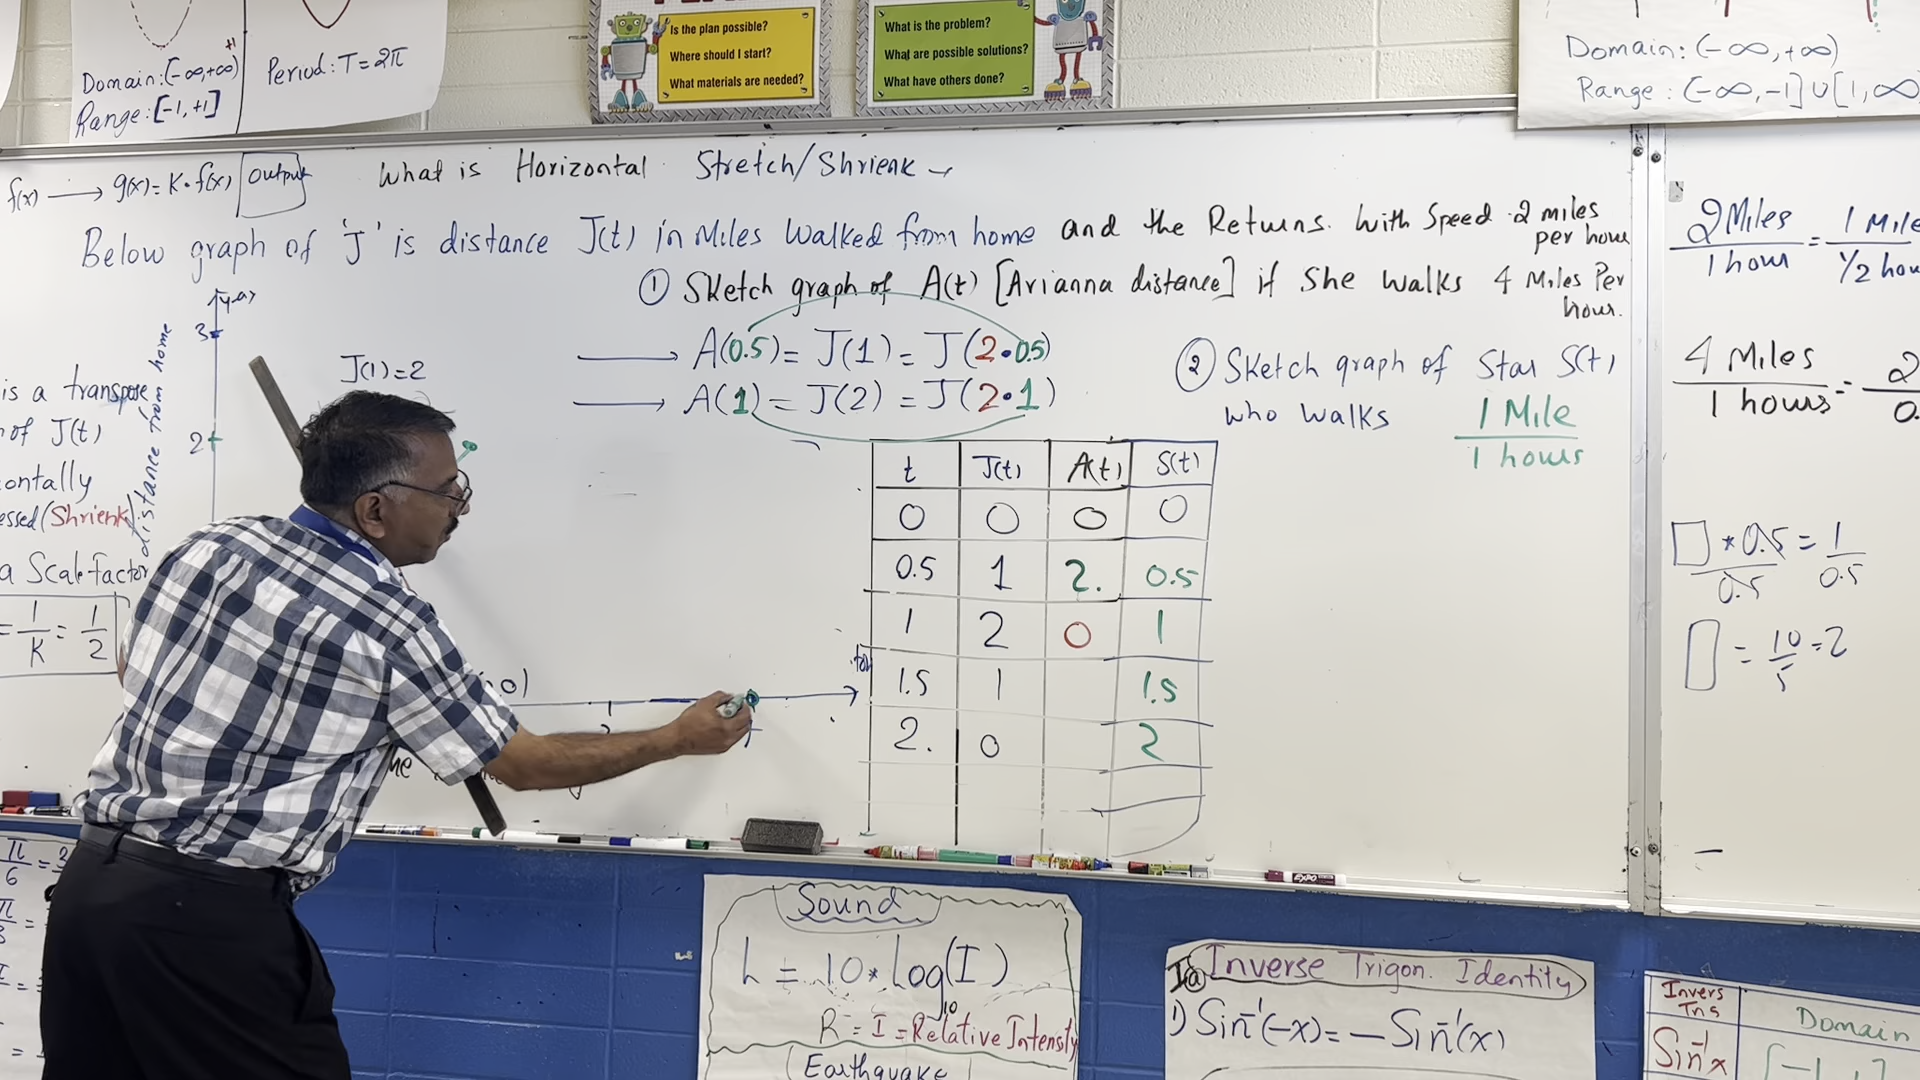 Domain: (-∞,+∞)
Range: [-1, +1]
+1
Period: T = 2π
Is the plan possible?
Where should I start?
What materials are needed?
What is the problem?
What are possible solutions?
What have others done?
Domain: (-∞, +∞)
Range: (-∞, -1] ∪ [1, ∞
f(x) → g(x) = K • f(x) output
What is Horizontal Stretch/Shrienk
Below graph of 'J' is distance J(t) in Miles walked from home and the Returns. With Speed 2 miles
per hour
① Sketch graph of A(t) [Arianna distance] if She walks 4 Miles Per
hour.
y
3
2
distance from home
is a transpose
of J(t)
ontally
essed (Shrienk)
a Scale factor
= 1/K = 1/2
J(1)=2
→ A(0.5) = J(1) = J(2•0.5)
→ A(1) = J(2) = J(2•1)
② Sketch graph of Star S(t)
who walks 1 Mile / 1 hours
t J(t) A(t) S(t)
0 0 0 0
0.5 1 2. 0.5
1 2 0 1
1.5 1 1.5
2. 0 2
,0)
2 Miles / 1 hour = 1 Mile / 1/2 hou
4 Miles / 1 hours = 2 / 0.
□ * 0.5 / 0.5 = 1 / 0.5
□ = 10/5 = 2
π/6 =
Sound
L = 10 * Log10(I)
R = I = Relative Intensity
Earthquake
Ia Inverse Trigon. Identity
1) Sin⁻¹(-x) = -Sin⁻¹(x)
Invers
Domain
Sin⁻¹x
EXPO